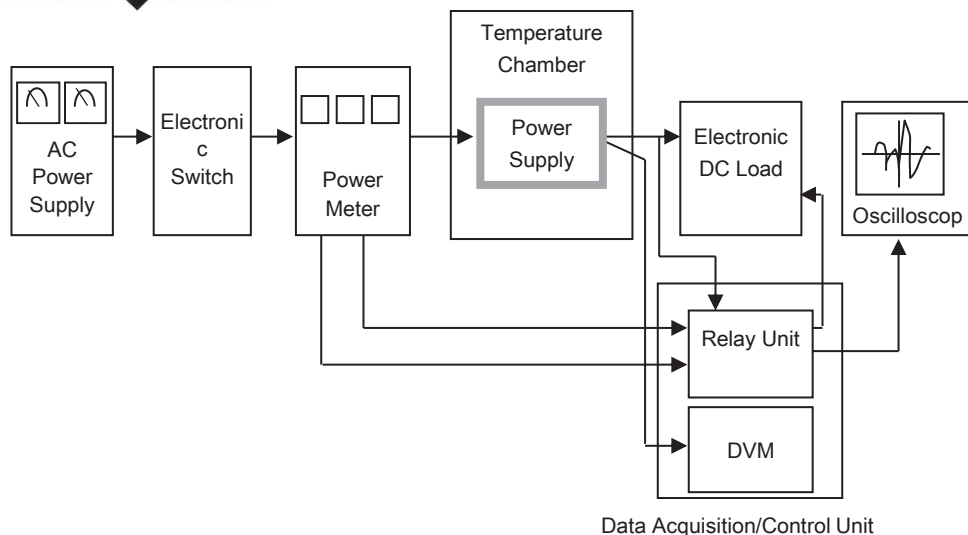 AC
Power
Supply
Electroni
c
Switch
Power
Meter
Temperature
Chamber
Power
Supply
Electronic
DC Load
Oscilloscop
Relay Unit
DVM
Data Acquisition/Control Unit